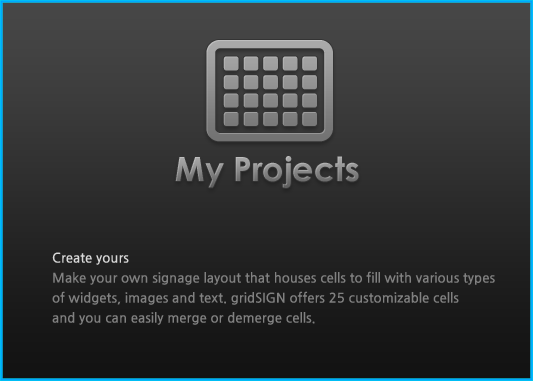 My Projects
Create yours
Make your own signage layout that houses cells to fill with various types
of widgets, images and text. gridSIGN offers 25 customizable cells
and you can easily merge or demerge cells.